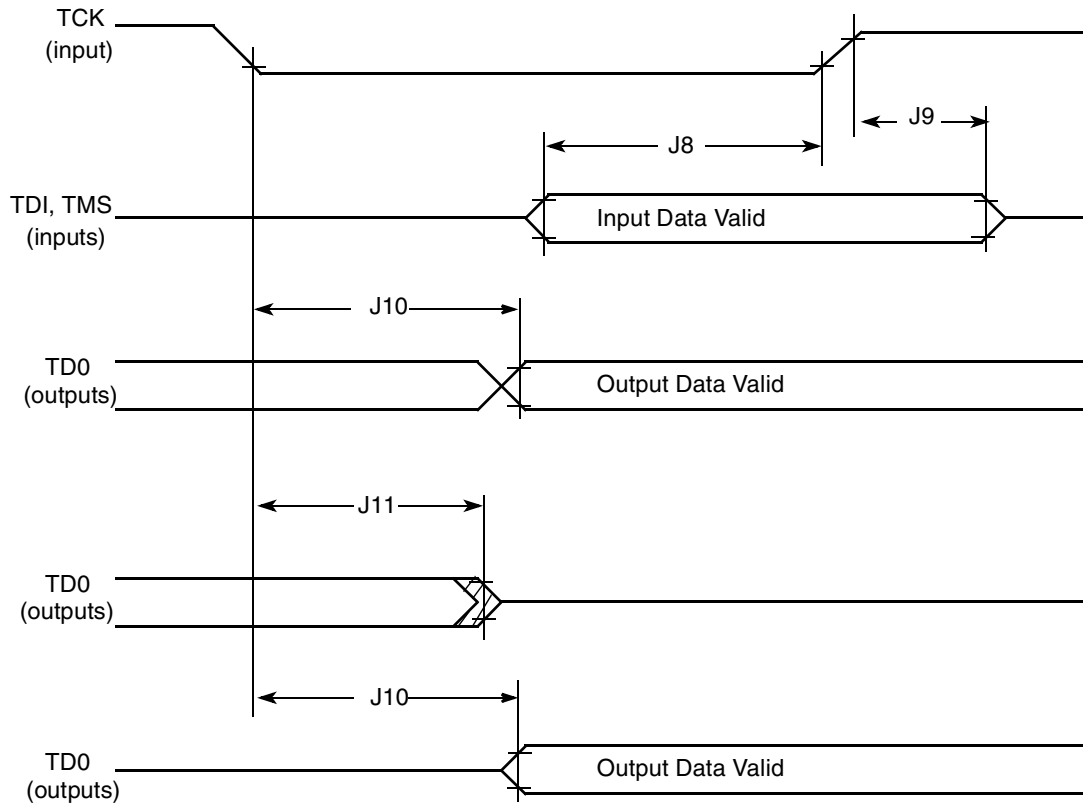 TCK
(input)
J9
J8
TDI, TMS
(inputs)
Input Data Valid
J10
TD0
(outputs)
Output Data Valid
J11
TD0
(outputs)
J10
TD0
(outputs)
Output Data Valid